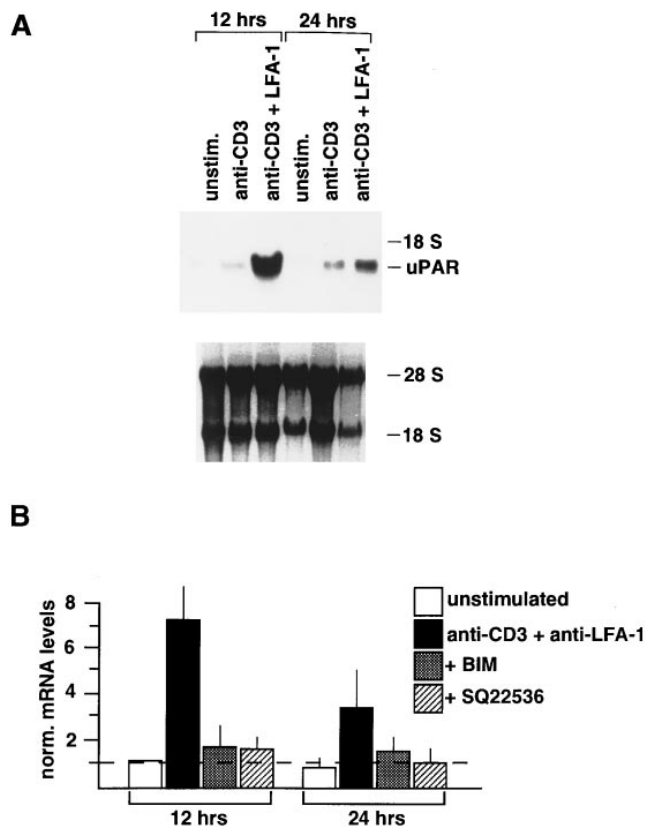 A
12 hrs
24 hrs
unstim.
anti-CD3
anti-CD3 + LFA-1
unstim.
anti-CD3
anti-CD3 + LFA-1
18 S
uPAR
28 S
18 S
B
norm. mRNA levels
8
6
4
2
unstimulated
anti-CD3 + anti-LFA-1
+ BIM
+ SQ22536
12 hrs
24 hrs